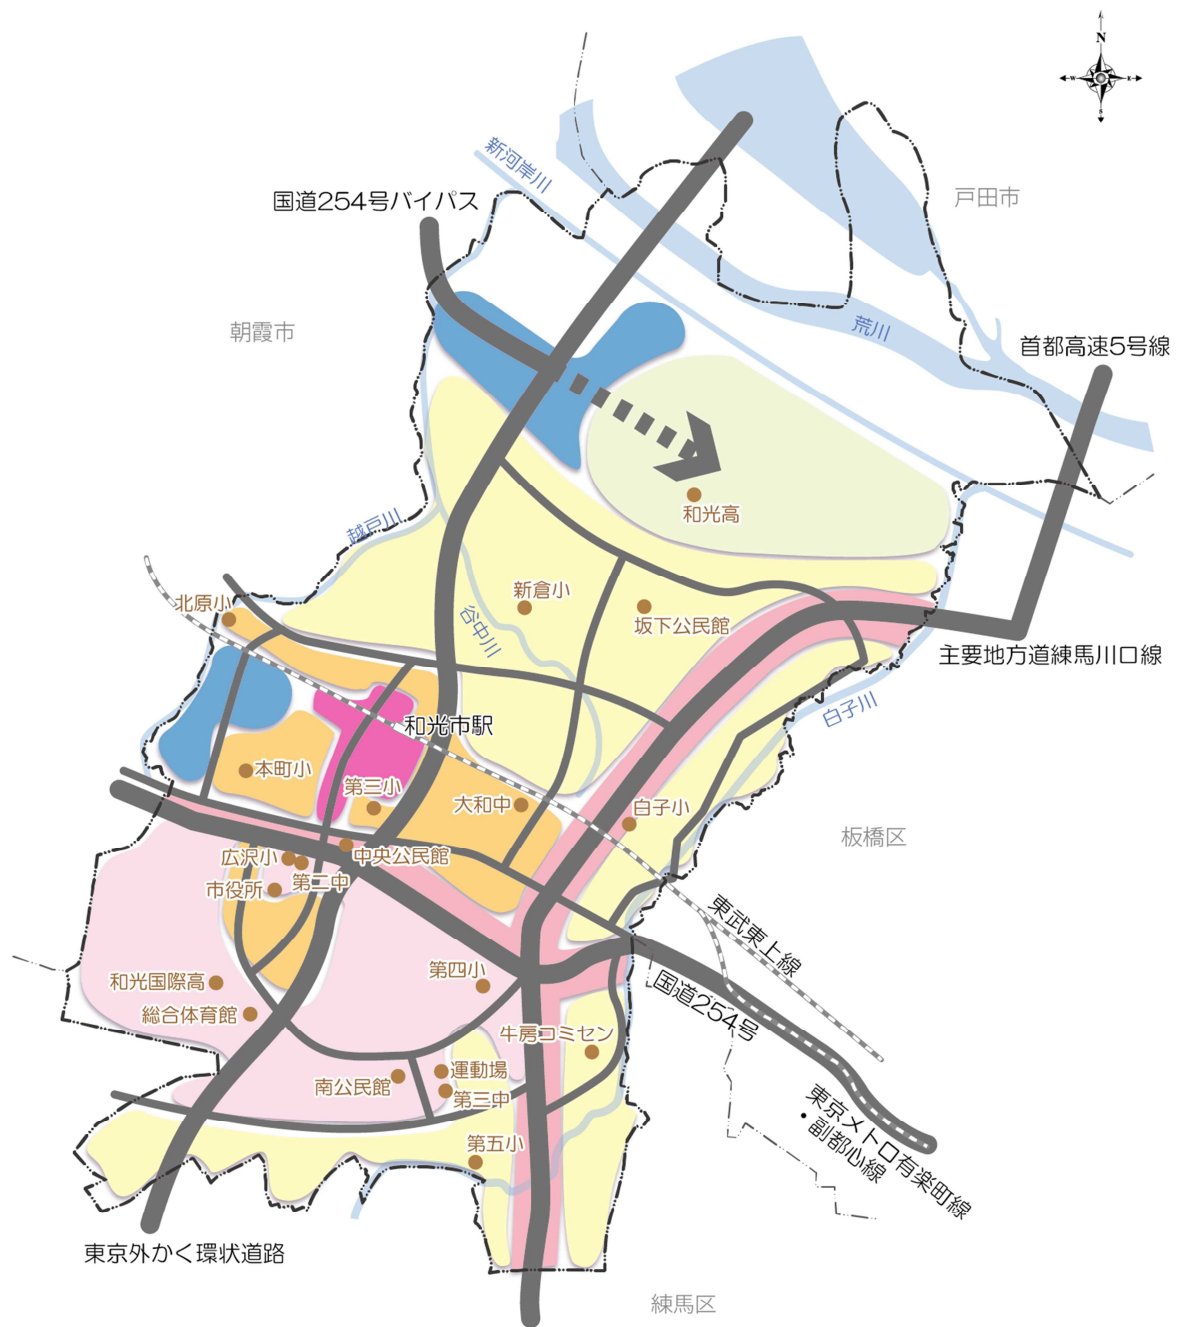 N
W
E
S
新河岸川
国道254号バイパス
戸田市
荒川
朝霞市
首都高速5号線
和光高
越戸川
北原小
新倉小
谷中川
坂下公民館
主要地方道練馬川口線
白子川
和光市駅
本町小
第三小
大和中
白子小
板橋区
広沢小
中央公民館
第二中
市役所
東武東上線
和光国際高
第四小
国道254号
総合体育館
牛房コミセン
南公民館
運動場
第三中
東京メトロ有楽町線
・副都心線
第五小
東京外かく環状道路
練馬区